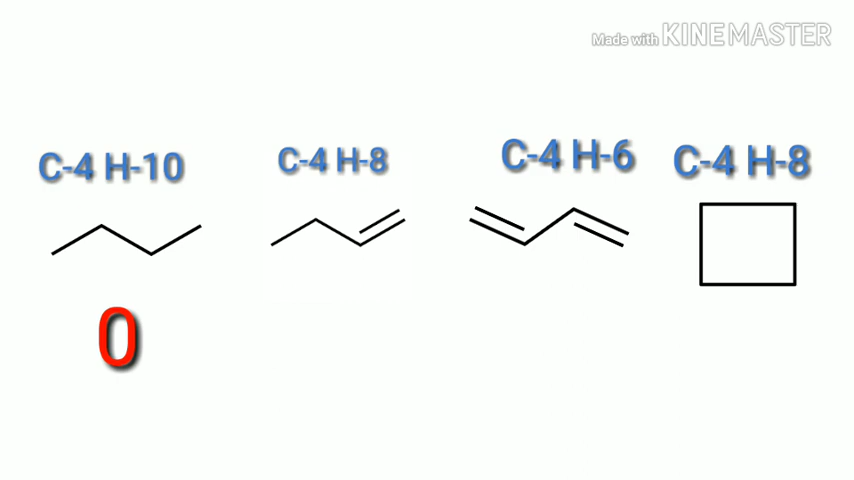 Made with KINEMASTER
C-4 H-10
C-4 H-8
C-4 H-6
C-4 H-8
0